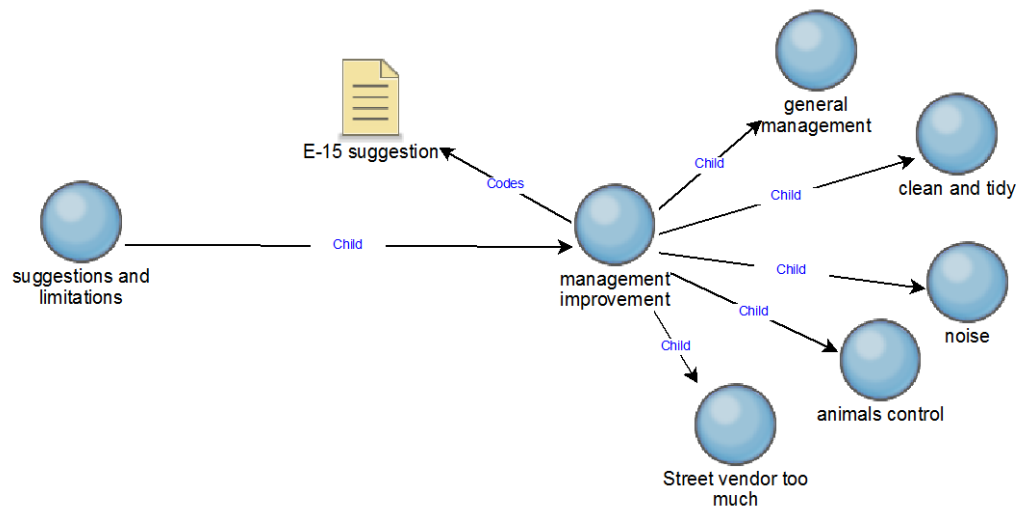 general
management
E-15 suggestion
Child
clean and tidy
Codes
Child
suggestions and
limitations
Child
management
improvement
Child
noise
Child
animals control
Child
Street vendor too
much